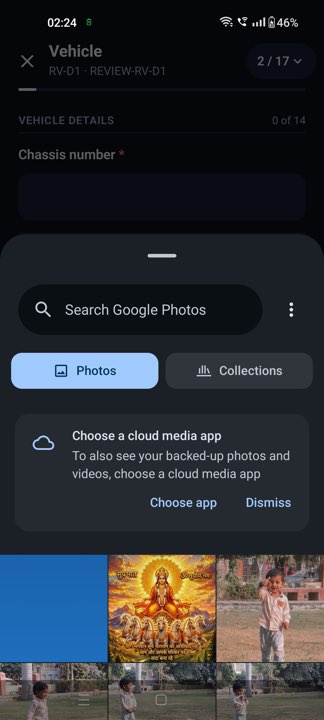 02:24
46%
Vehicle
RV-D1 · REVIEW-RV-D1
2 / 17
VEHICLE DETAILS
0 of 14
Chassis number *
Search Google Photos
Photos
Collections
Choose a cloud media app
To also see your backed-up photos and
videos, choose a cloud media app
Choose app
Dismiss
सुप्रभात